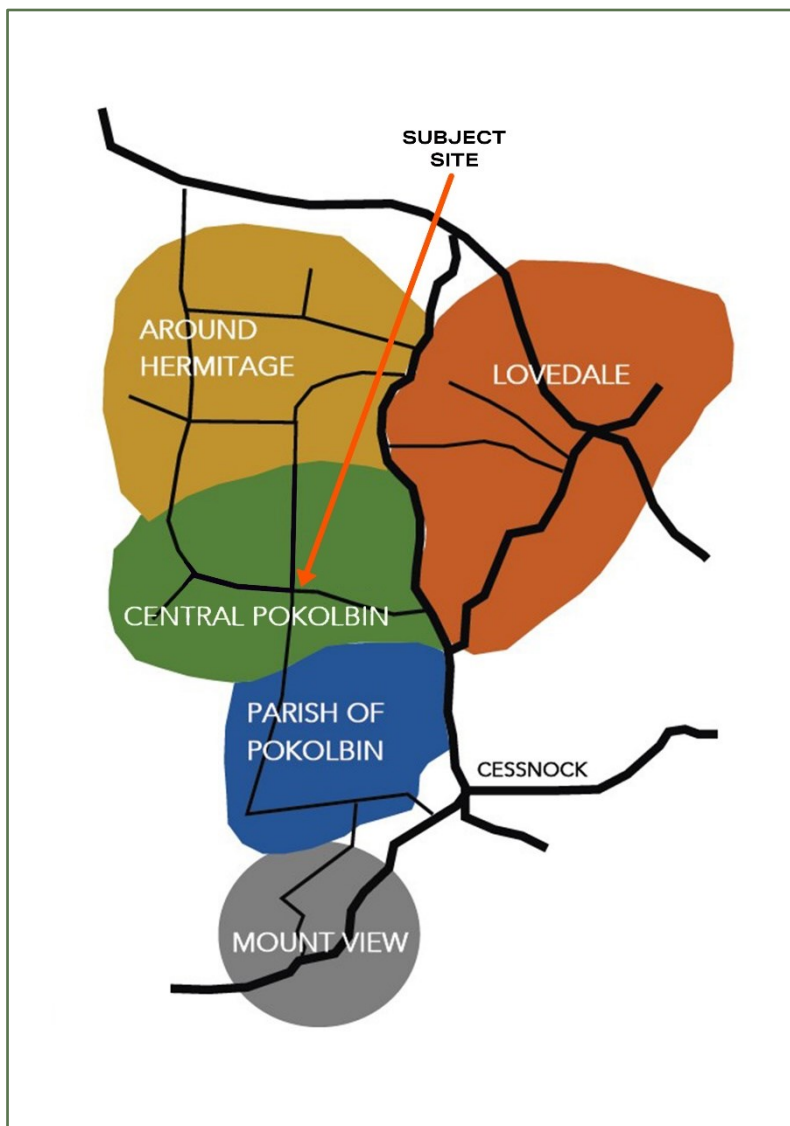 SUBJECT
SITE
AROUND
HERMITAGE
LOVEDALE
CENTRAL POKOLBIN
PARISH OF
POKOLBIN
CESSNOCK
MOUNT VIEW